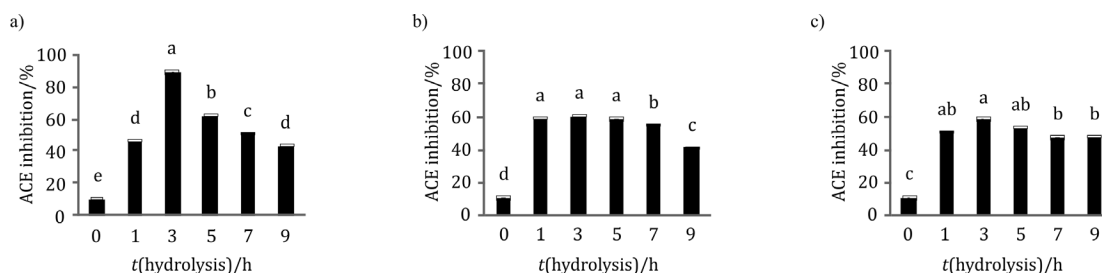 a)
ACE inhibition/%
100
80
60
40
20
0
e
d
a
b
c
d
0 1 3 5 7 9
t(hydrolysis)/h
b)
ACE inhibition/%
100
80
60
40
20
0
d
a
a
a
b
c
0 1 3 5 7 9
t(hydrolysis)/h
c)
ACE inhibition/%
100
80
60
40
20
0
c
ab
a
ab
b
b
0 1 3 5 7 9
t(hydrolysis)/h